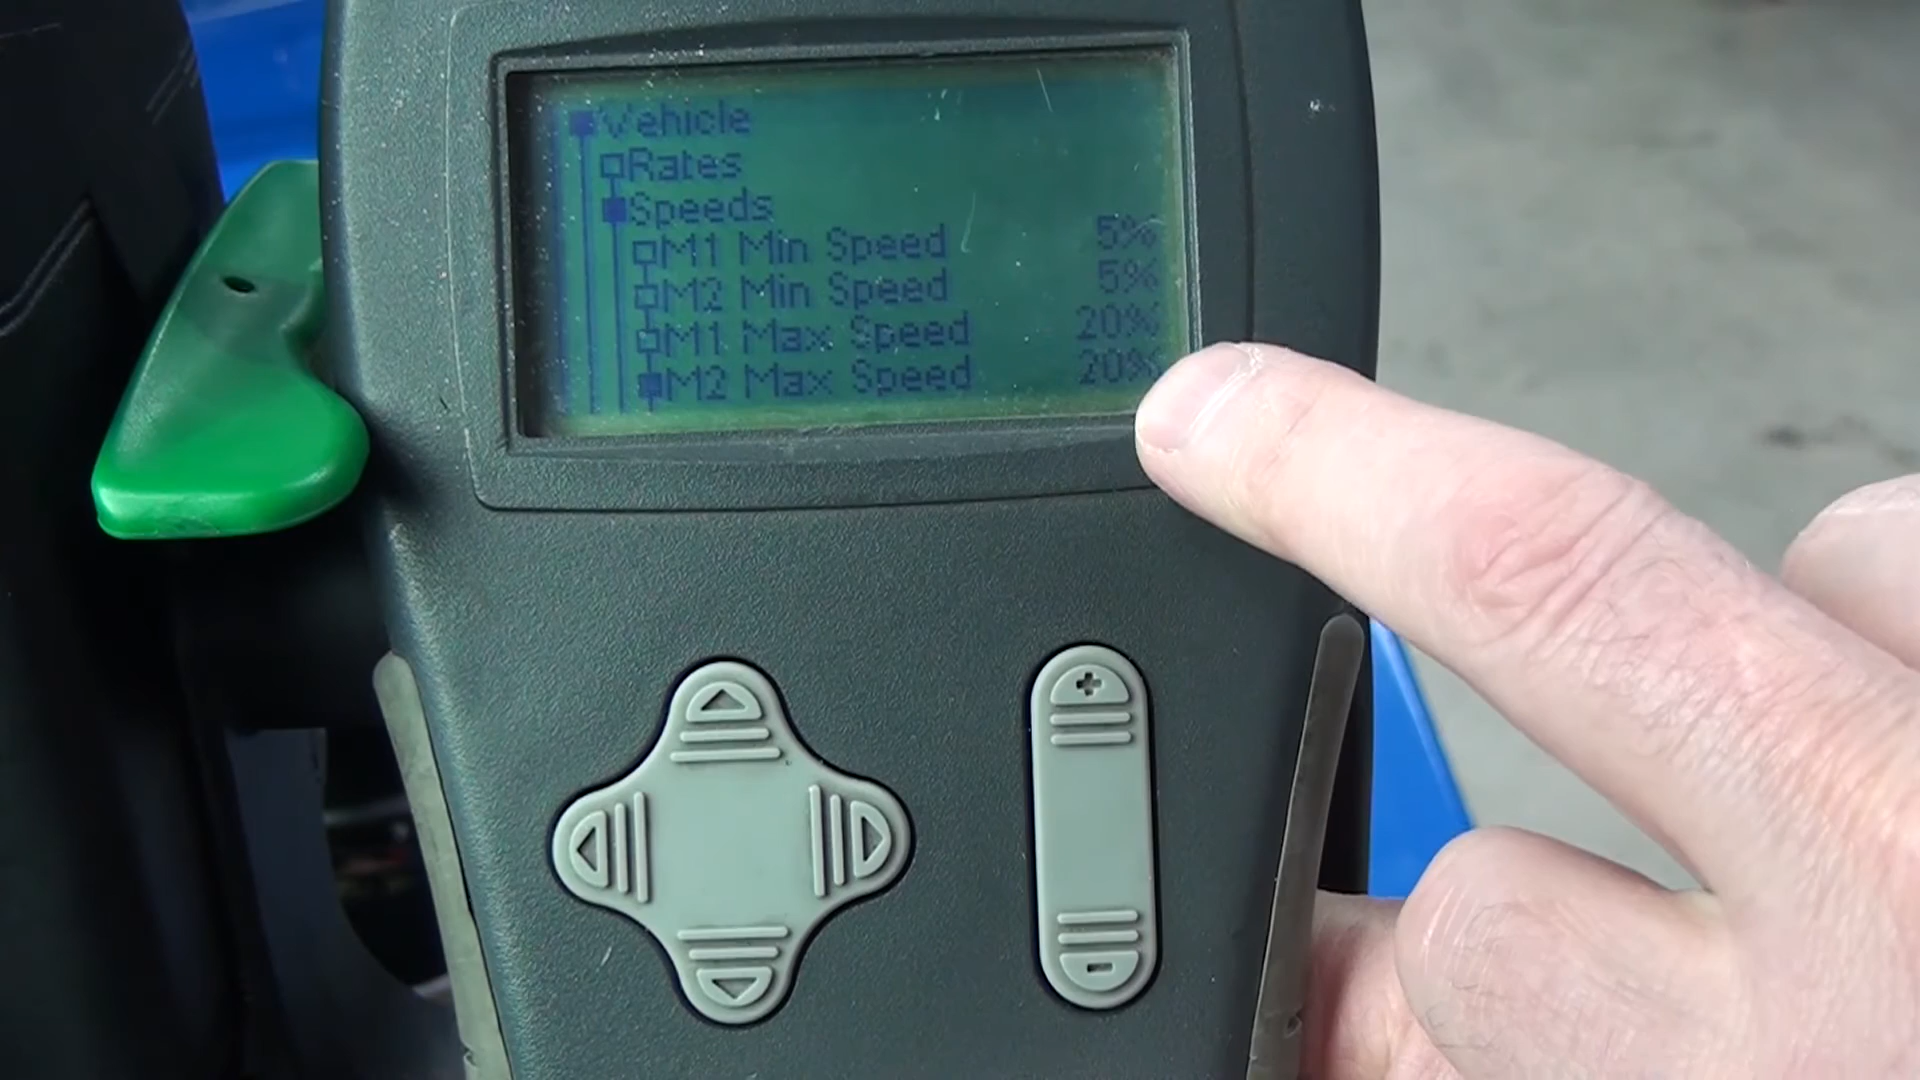 Vehicle
Rates
Speeds
M1 Min Speed 5%
M2 Min Speed 5%
M1 Max Speed 20%
M2 Max Speed 20%
+
-